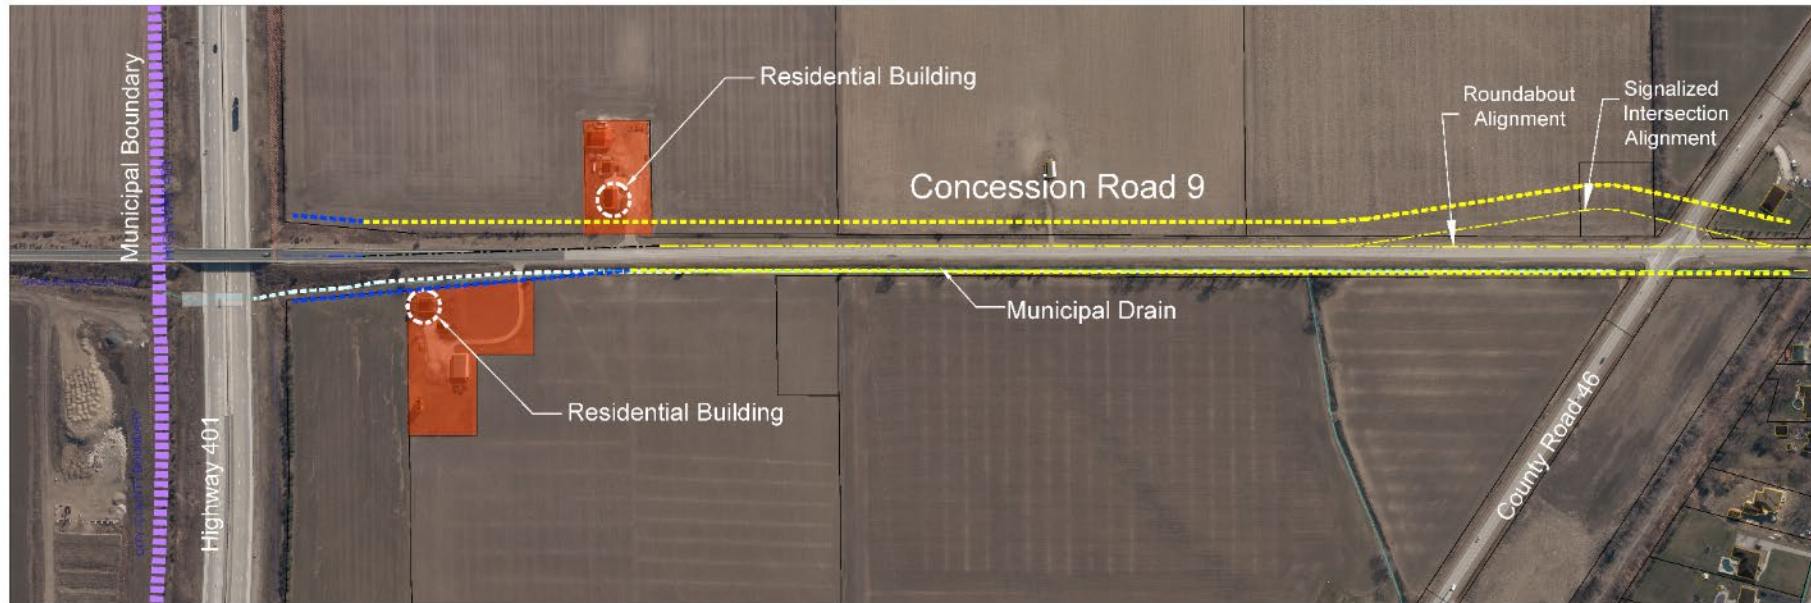 Municipal Boundary
Highway 401
Residential Building
Concession Road 9
Roundabout
Alignment
Signalized
Intersection
Alignment
Municipal Drain
Residential Building
County Road 46